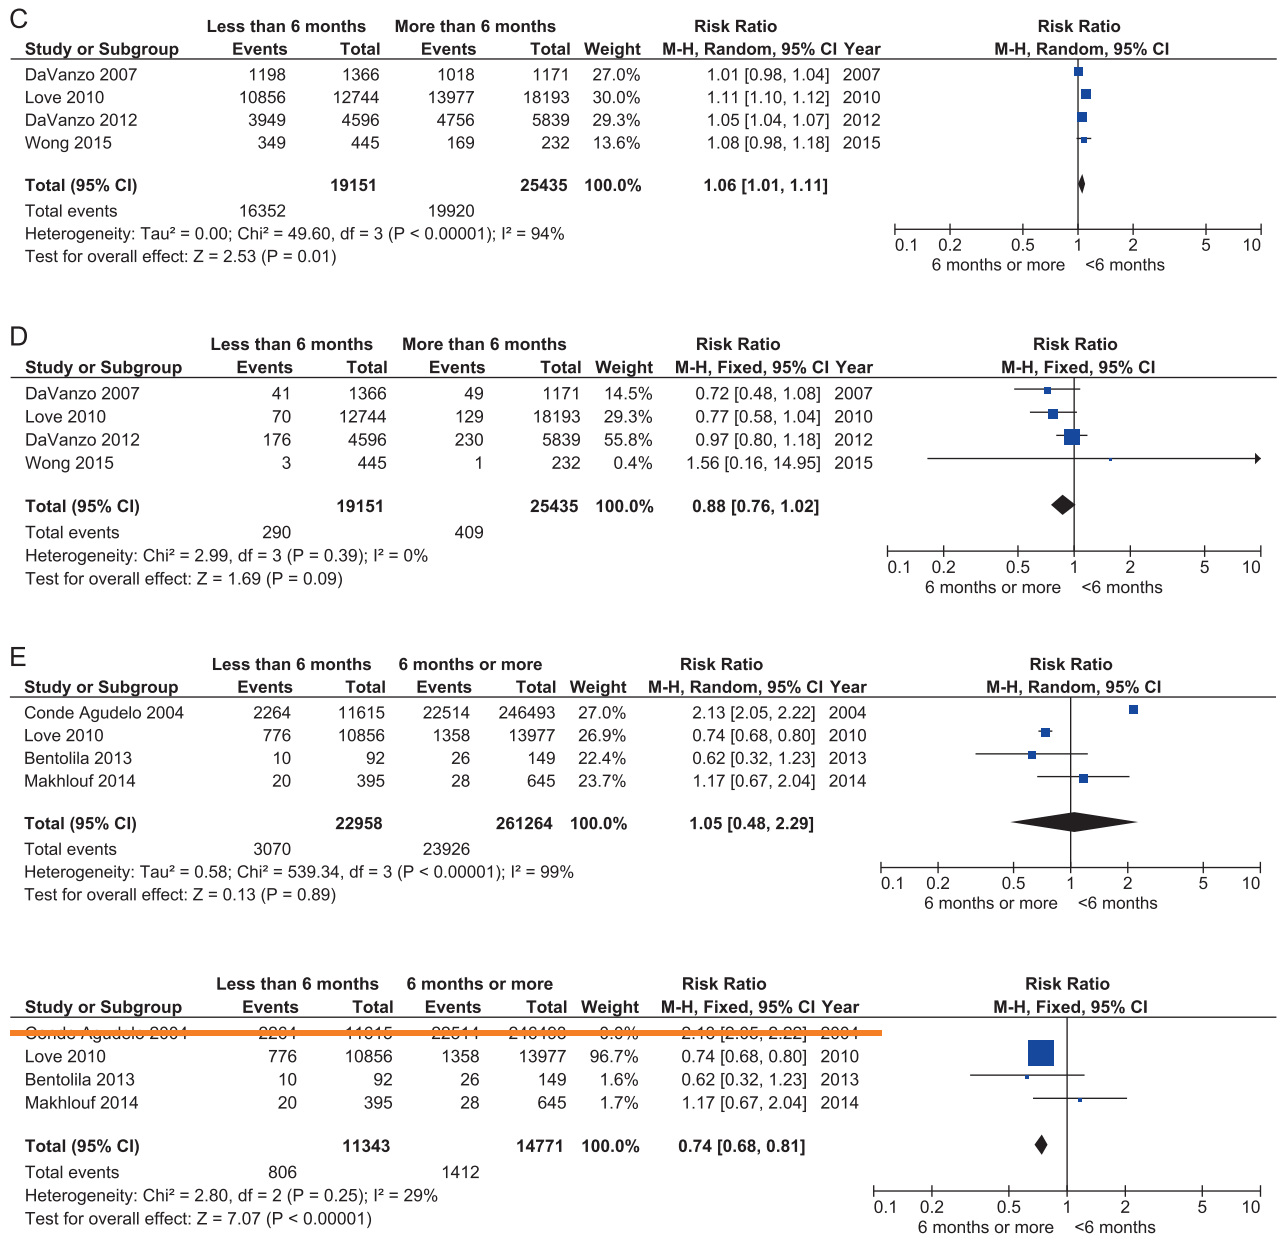 C
Less than 6 months More than 6 months Risk Ratio Risk Ratio
Study or Subgroup Events Total Events Total Weight M-H, Random, 95% CI Year M-H, Random, 95% CI
DaVanzo 2007 1198 1366 1018 1171 27.0% 1.01 [0.98, 1.04] 2007
Love 2010 10856 12744 13977 18193 30.0% 1.11 [1.10, 1.12] 2010
DaVanzo 2012 3949 4596 4756 5839 29.3% 1.05 [1.04, 1.07] 2012
Wong 2015 349 445 169 232 13.6% 1.08 [0.98, 1.18] 2015
Total (95% CI) 19151 25435 100.0% 1.06 [1.01, 1.11]
Total events 16352 19920
Heterogeneity: Tau² = 0.00; Chi² = 49.60, df = 3 (P < 0.00001); I² = 94%
Test for overall effect: Z = 2.53 (P = 0.01)
0.1 0.2 0.5 1 2 5 10
6 months or more <6 months
D
Less than 6 months More than 6 months Risk Ratio Risk Ratio
Study or Subgroup Events Total Events Total Weight M-H, Fixed, 95% CI Year M-H, Fixed, 95% CI
DaVanzo 2007 41 1366 49 1171 14.5% 0.72 [0.48, 1.08] 2007
Love 2010 70 12744 129 18193 29.3% 0.77 [0.58, 1.04] 2010
DaVanzo 2012 176 4596 230 5839 55.8% 0.97 [0.80, 1.18] 2012
Wong 2015 3 445 1 232 0.4% 1.56 [0.16, 14.95] 2015
Total (95% CI) 19151 25435 100.0% 0.88 [0.76, 1.02]
Total events 290 409
Heterogeneity: Chi² = 2.99, df = 3 (P = 0.39); I² = 0%
Test for overall effect: Z = 1.69 (P = 0.09)
0.1 0.2 0.5 1 2 5 10
6 months or more <6 months
E
Less than 6 months 6 months or more Risk Ratio Risk Ratio
Study or Subgroup Events Total Events Total Weight M-H, Random, 95% CI Year M-H, Random, 95% CI
Conde Agudelo 2004 2264 11615 22514 246493 27.0% 2.13 [2.05, 2.22] 2004
Love 2010 776 10856 1358 13977 26.9% 0.74 [0.68, 0.80] 2010
Bentolila 2013 10 92 26 149 22.4% 0.62 [0.32, 1.23] 2013
Makhlouf 2014 20 395 28 645 23.7% 1.17 [0.67, 2.04] 2014
Total (95% CI) 22958 261264 100.0% 1.05 [0.48, 2.29]
Total events 3070 23926
Heterogeneity: Tau² = 0.58; Chi² = 539.34, df = 3 (P < 0.00001); I² = 99%
Test for overall effect: Z = 0.13 (P = 0.89)
0.1 0.2 0.5 1 2 5 10
6 months or more <6 months
Less than 6 months 6 months or more Risk Ratio Risk Ratio
Study or Subgroup Events Total Events Total Weight M-H, Fixed, 95% CI Year M-H, Fixed, 95% CI
Conde Agudelo 2004 2264 11615 22514 246493 0.0% 2.13 [2.05, 2.22] 2004
Love 2010 776 10856 1358 13977 96.7% 0.74 [0.68, 0.80] 2010
Bentolila 2013 10 92 26 149 1.6% 0.62 [0.32, 1.23] 2013
Makhlouf 2014 20 395 28 645 1.7% 1.17 [0.67, 2.04] 2014
Total (95% CI) 11343 14771 100.0% 0.74 [0.68, 0.81]
Total events 806 1412
Heterogeneity: Chi² = 2.80, df = 2 (P = 0.25); I² = 29%
Test for overall effect: Z = 7.07 (P < 0.00001)
0.1 0.2 0.5 1 2 5 10
6 months or more <6 months